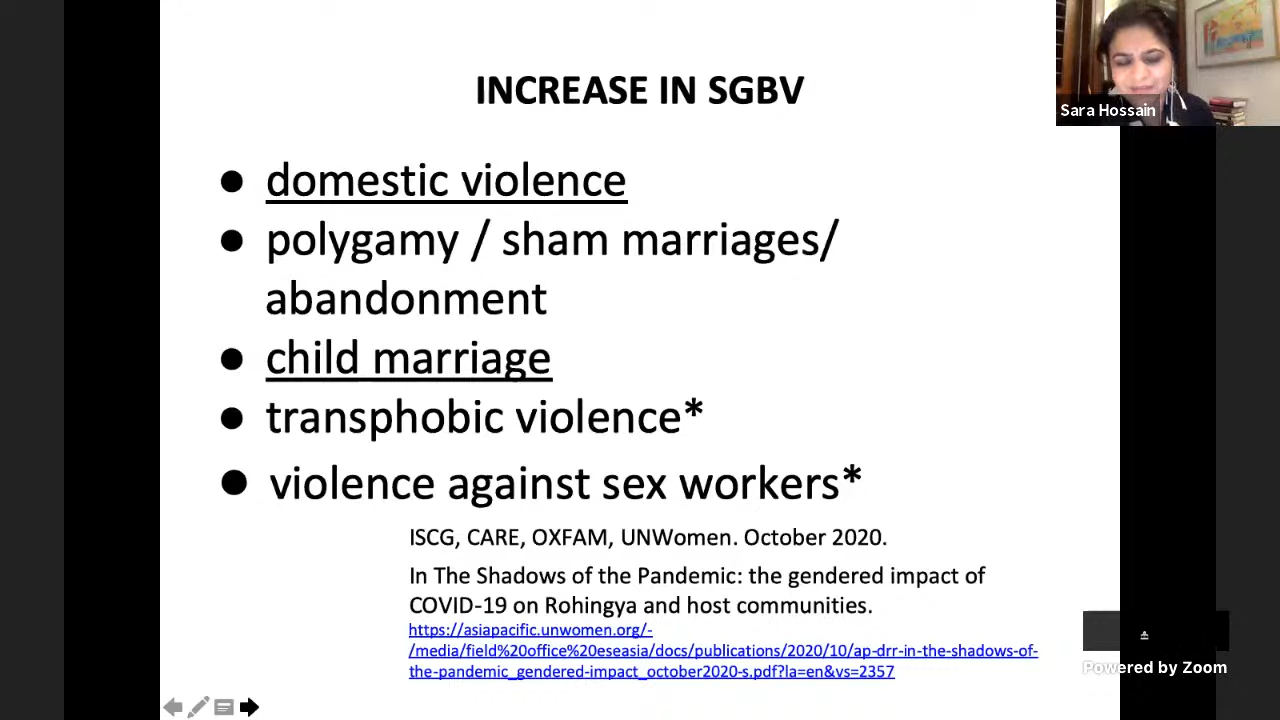 INCREASE IN SGBV
Sara Hossain
● domestic violence
● polygamy / sham marriages/
abandonment
● child marriage
● transphobic violence*
● violence against sex workers*
ISCG, CARE, OXFAM, UNWomen. October 2020.
In The Shadows of the Pandemic: the gendered impact of
COVID-19 on Rohingya and host communities.
https://asiapacific.unwomen.org/-
/media/field%20office%20eseasia/docs/publications/2020/10/ap-drr-in-the-shadows-of-
the-pandemic_gendered-impact_october2020-s.pdf?la=en&vs=2357
Powered by Zoom